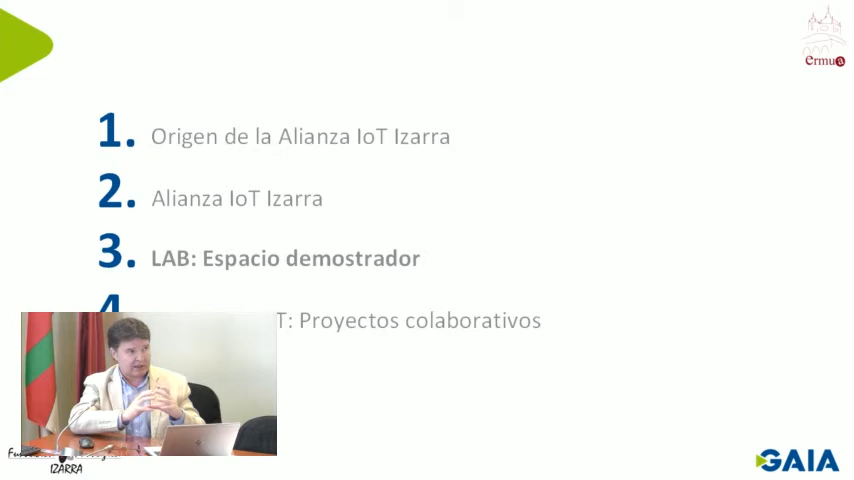 ermua
1. Origen de la Alianza IoT Izarra
2. Alianza IoT Izarra
3. LAB: Espacio demostrador
4. T: Proyectos colaborativos
IZARRA
GAIA